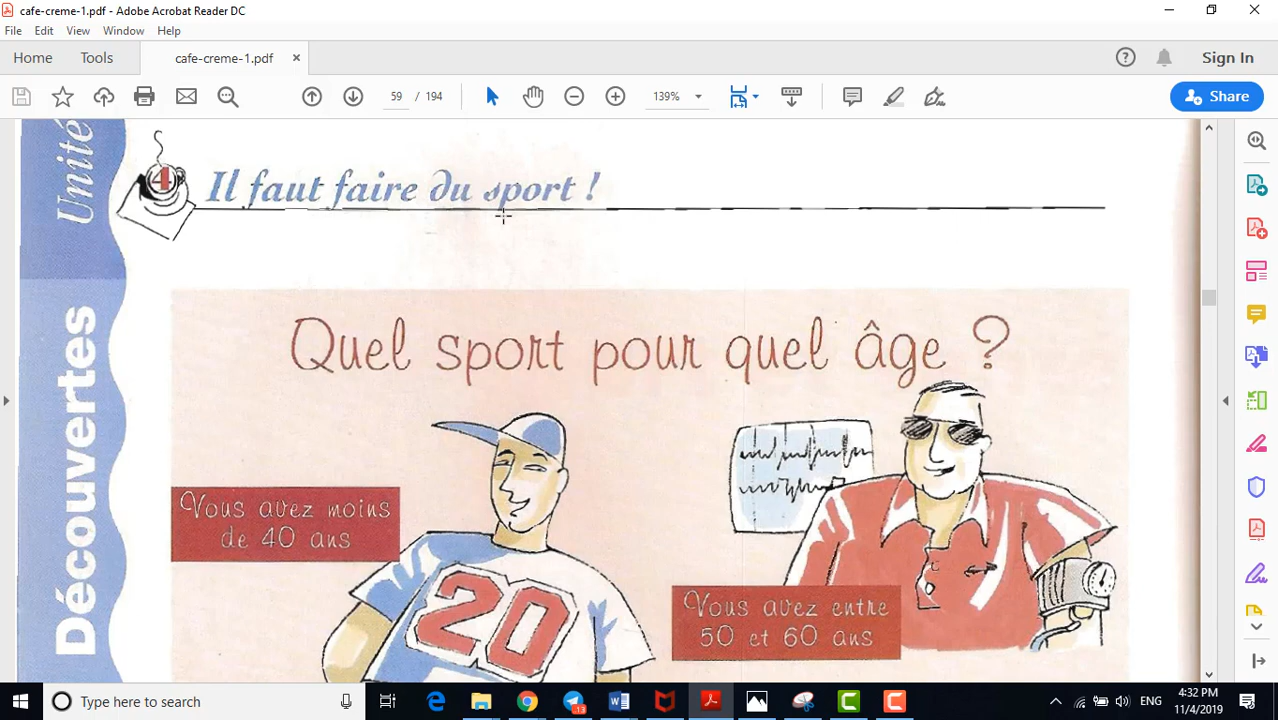 cafe-creme-1.pdf - Adobe Acrobat Reader DC
File Edit View Window Help
Home Tools cafe-creme-1.pdf Sign In
59 / 194 139% Share
Unité
4
Il faut faire du sport !
Découvertes
Quel sport pour quel âge ?
Vous avez moins
de 40 ans
20
Vous avez entre
50 et 60 ans
Type here to search
13
ENG
4:32 PM
11/4/2019